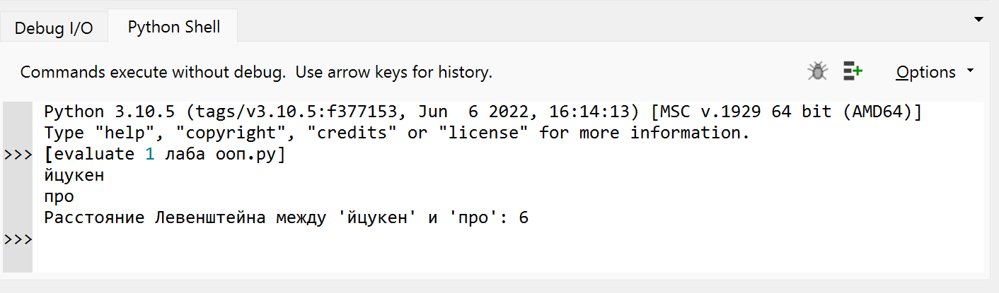 Debug I/O Python Shell
Commands execute without debug.  Use arrow keys for history. Options
Python 3.10.5 (tags/v3.10.5:f377153, Jun  6 2022, 16:14:13) [MSC v.1929 64 bit (AMD64)]
Type "help", "copyright", "credits" or "license" for more information.
>>> [evaluate 1 лаба ооп.py]
йцукен
про
Расстояние Левенштейна между 'йцукен' и 'про': 6
>>>